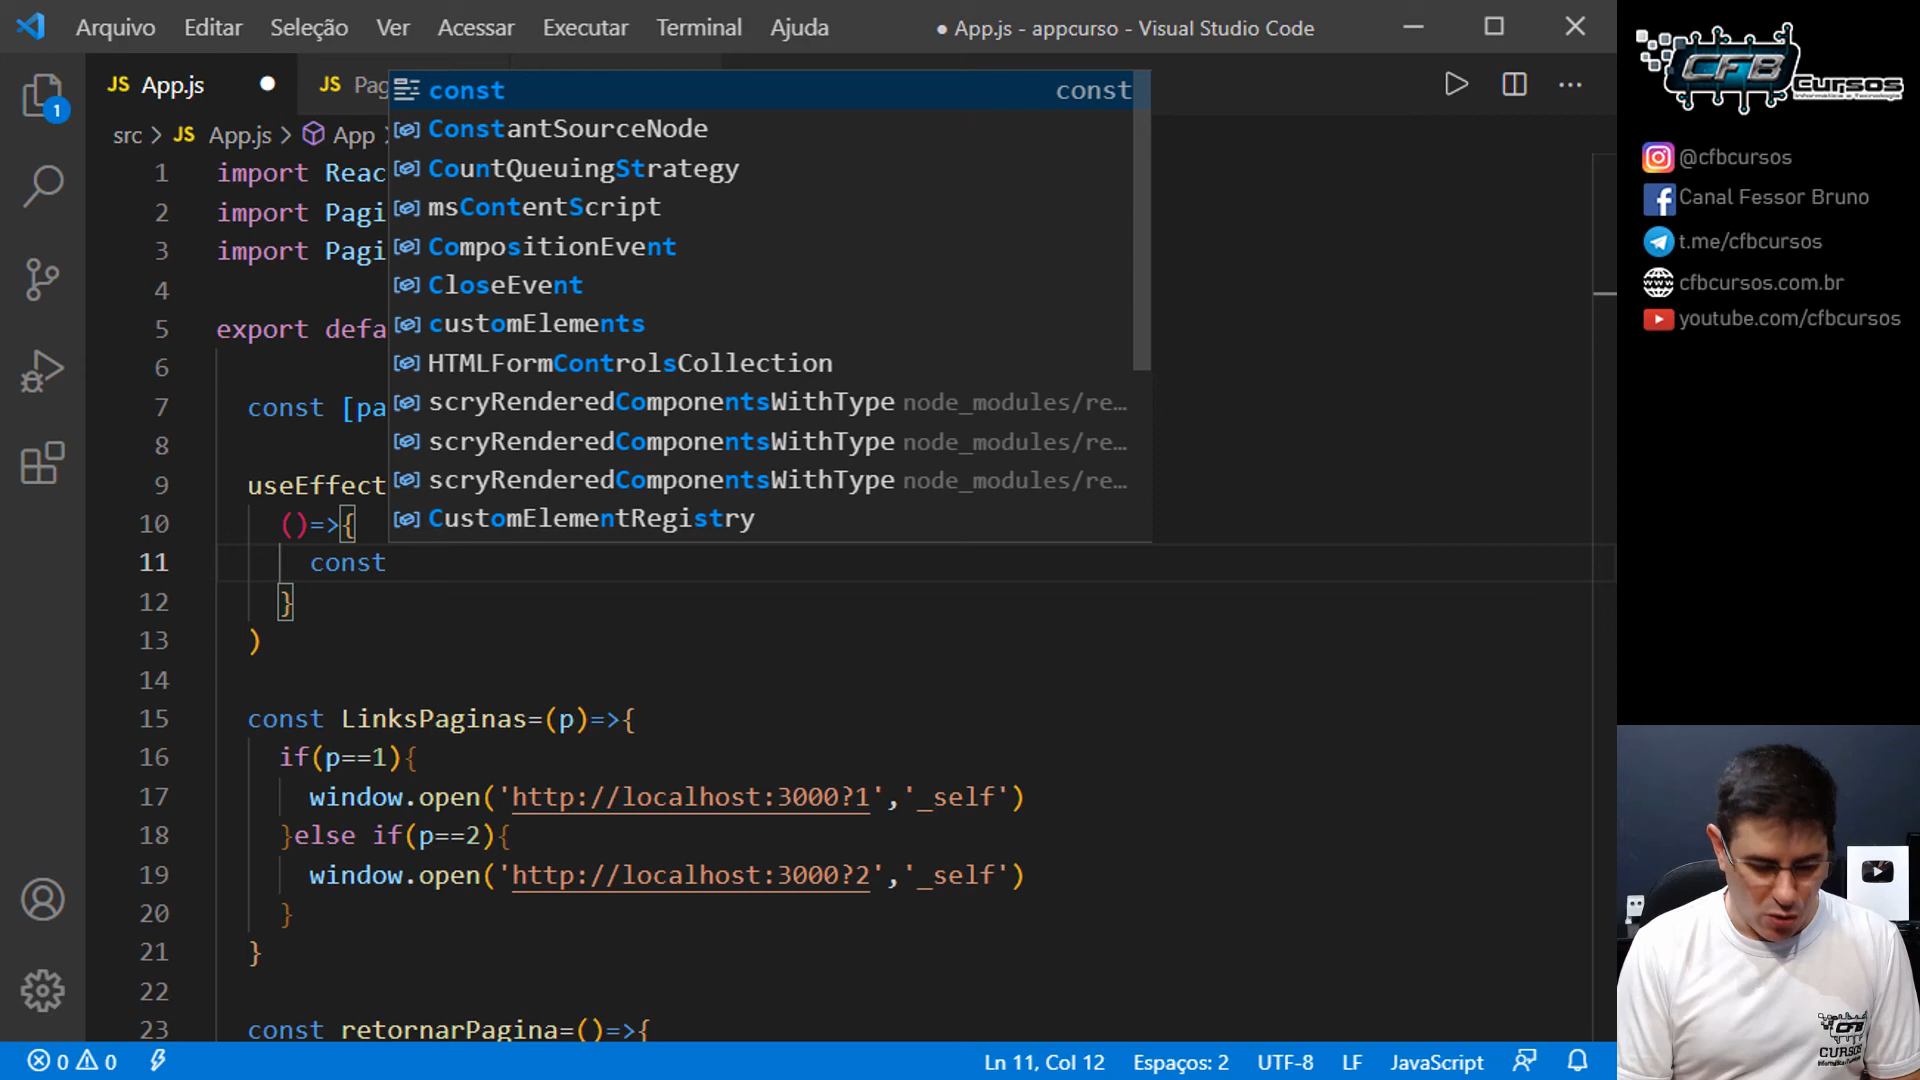 Arquivo Editar Seleção Ver Acessar Executar Terminal Ajuda ● App.js - appcurso - Visual Studio Code
JS App.js ● JS Pag
src > JS App.js > App
1 import Reac
2 import Pagi
3 import Pagi
4
5 export defa
6
7 const [pa
8
9 useEffect
10 ()=>{
11 const
12 }
13 )
14
15 const LinksPaginas=(p)=>{
16 if(p==1){
17 window.open('http://localhost:3000?1','_self')
18 }else if(p==2){
19 window.open('http://localhost:3000?2','_self')
20 }
21 }
22
23 const retornarPagina=()=>{
const const
ConstantSourceNode
CountQueuingStrategy
msContentScript
CompositionEvent
CloseEvent
customElements
HTMLFormControlsCollection
scryRenderedComponentsWithType node_modules/re…
scryRenderedComponentsWithType node_modules/re…
scryRenderedComponentsWithType node_modules/re…
CustomElementRegistry
1
0 0 Ln 11, Col 12 Espaços: 2 UTF-8 LF JavaScript
CFB Cursos
@cfbcursos
Canal Fessor Bruno
t.me/cfbcursos
cfbcursos.com.br
youtube.com/cfbcursos
CFB
CURSOS